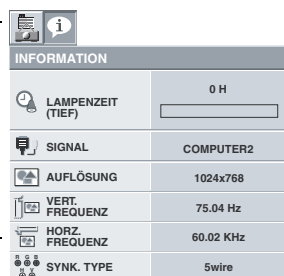 INFORMATION
LAMPENZEIT (TIEF) 0 H
SIGNAL COMPUTER2
AUFLÖSUNG 1024x768
VERT. FREQUENZ 75.04 Hz
HORZ. FREQUENZ 60.02 KHz
R G B
H V
SYNK. TYPE 5wire